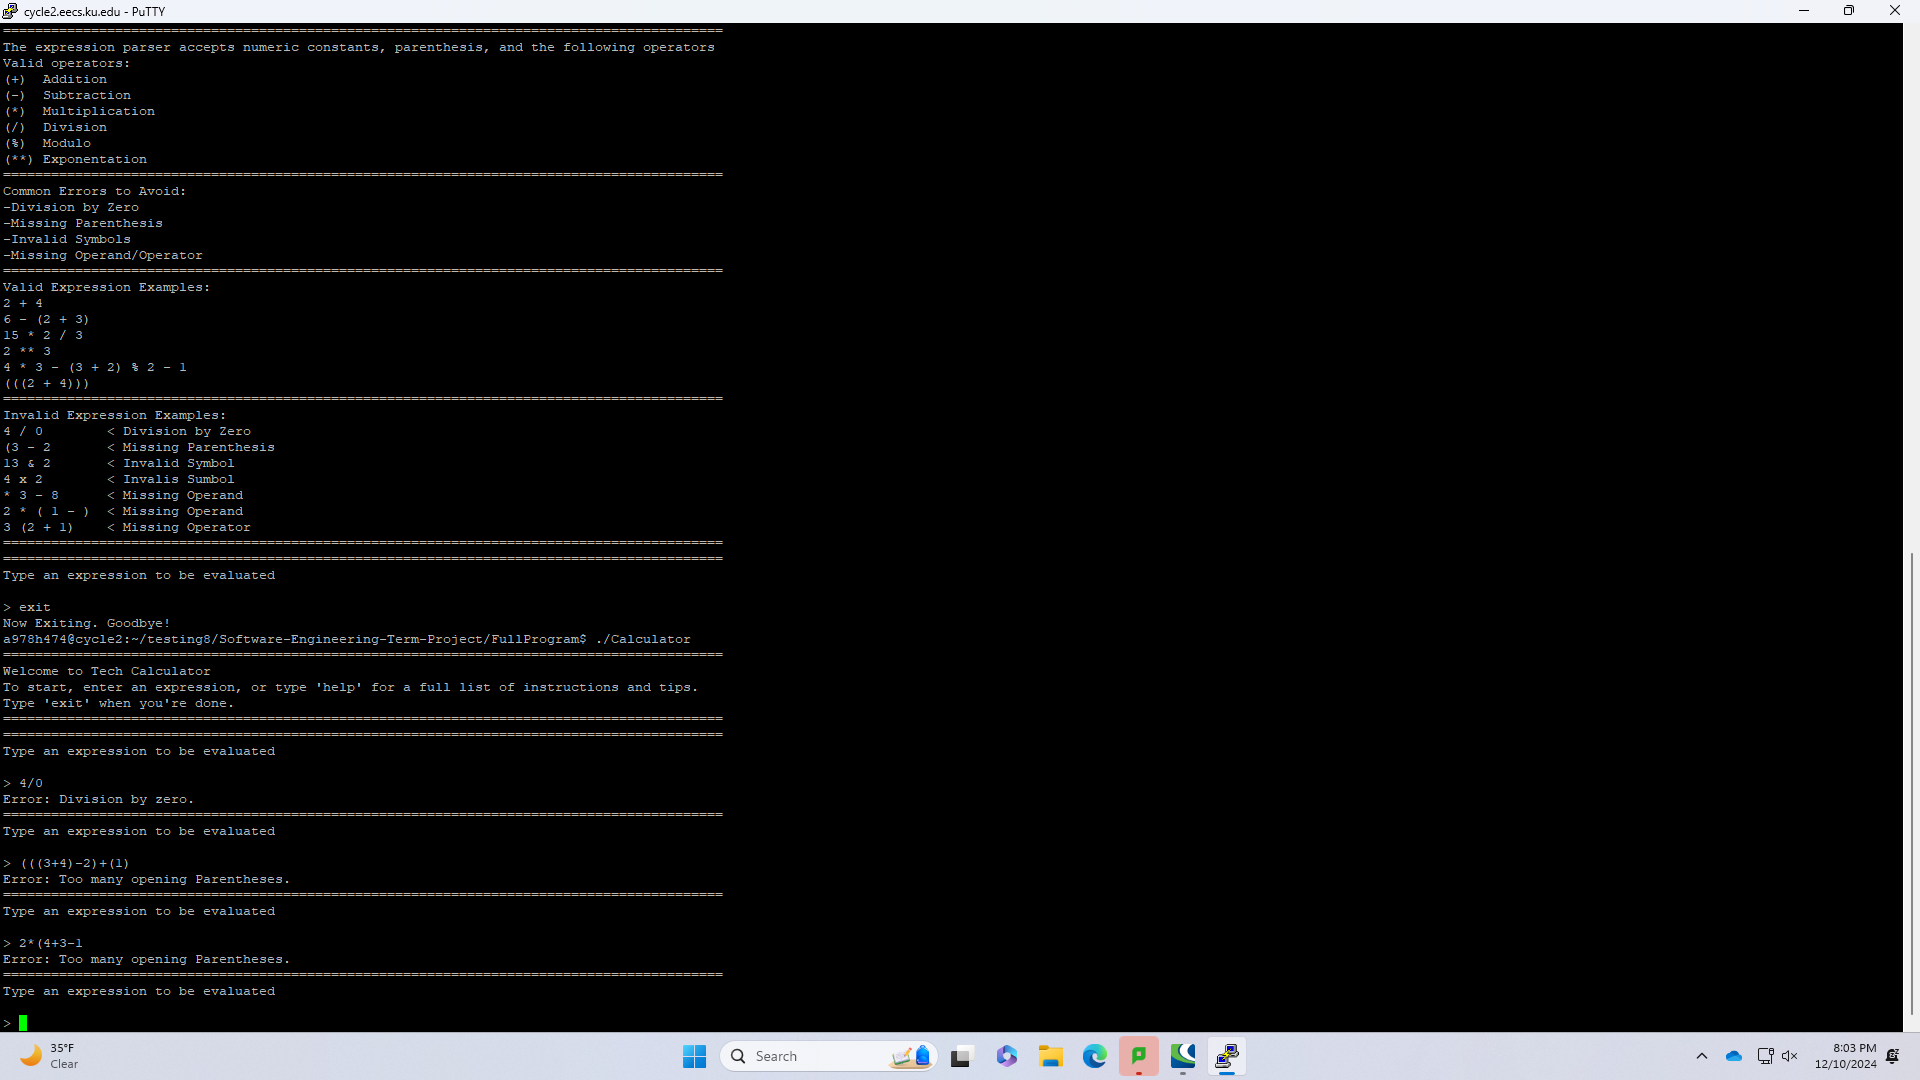 cycle2.eecs.ku.edu - PuTTY
==========================================================================================
The expression parser accepts numeric constants, parenthesis, and the following operators
Valid operators:
(+)  Addition
(-)  Subtraction
(*)  Multiplication
(/)  Division
(%)  Modulo
(**) Exponentation
==========================================================================================
Common Errors to Avoid:
-Division by Zero
-Missing Parenthesis
-Invalid Symbols
-Missing Operand/Operator
==========================================================================================
Valid Expression Examples:
2 + 4
6 - (2 + 3)
15 * 2 / 3
2 ** 3
4 * 3 - (3 + 2) % 2 - 1
(((2 + 4)))
==========================================================================================
Invalid Expression Examples:
4 / 0        < Division by Zero
(3 - 2       < Missing Parenthesis
13 & 2       < Invalid Symbol
4 x 2        < Invalis Sumbol
* 3 - 8      < Missing Operand
2 * ( 1 - )  < Missing Operand
3 (2 + 1)    < Missing Operator
==========================================================================================
==========================================================================================
Type an expression to be evaluated
> exit
Now Exiting. Goodbye!
a978h474@cycle2:~/testing8/Software-Engineering-Term-Project/FullProgram$ ./Calculator
==========================================================================================
Welcome to Tech Calculator
To start, enter an expression, or type 'help' for a full list of instructions and tips.
Type 'exit' when you're done.
==========================================================================================
==========================================================================================
Type an expression to be evaluated
> 4/0
Error: Division by zero.
==========================================================================================
Type an expression to be evaluated
> (((3+4)-2)+(1)
Error: Too many opening Parentheses.
==========================================================================================
Type an expression to be evaluated
> 2*(4+3-1
Error: Too many opening Parentheses.
==========================================================================================
Type an expression to be evaluated
>
35°F
Clear
Search
8:03 PM
12/10/2024